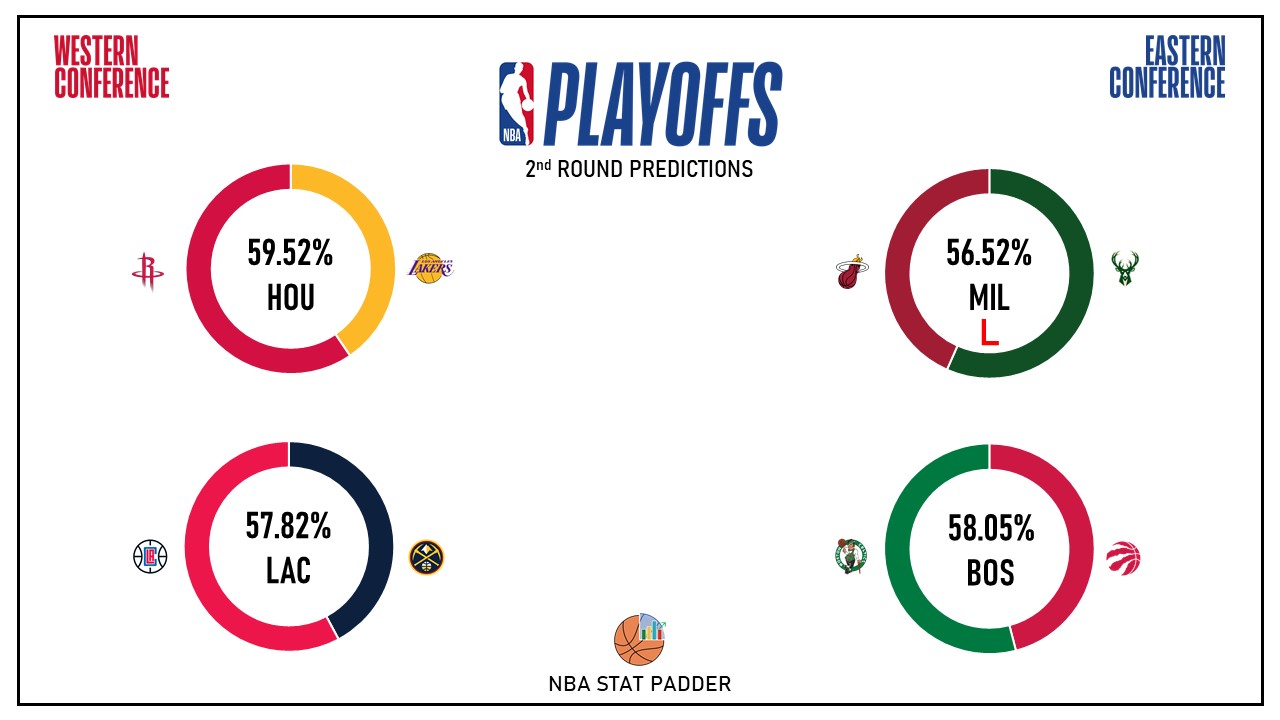 WESTERN
CONFERENCE
EASTERN
CONFERENCE
NBA
PLAYOFFS
2nd ROUND PREDICTIONS
59.52%
HOU
LAKERS
56.52%
MIL
L
57.82%
LAC
58.05%
BOS
NBA STAT PADDER